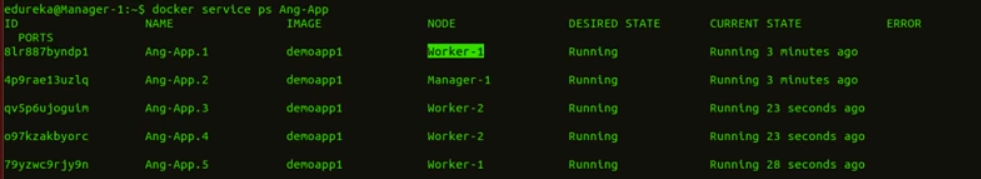 edureka@Manager-1:~$ docker service ps Ang-App
ID NAME IMAGE NODE DESIRED STATE CURRENT STATE ERROR
PORTS
8lr887byndp1 Ang-App.1 demoapp1 Worker-1 Running Running 3 minutes ago
4p9rae13uzlq Ang-App.2 demoapp1 Manager-1 Running Running 3 minutes ago
qv5p6ujoguim Ang-App.3 demoapp1 Worker-2 Running Running 23 seconds ago
o97kzakbyorc Ang-App.4 demoapp1 Worker-2 Running Running 23 seconds ago
79yzwc9rjy9n Ang-App.5 demoapp1 Worker-1 Running Running 28 seconds ago